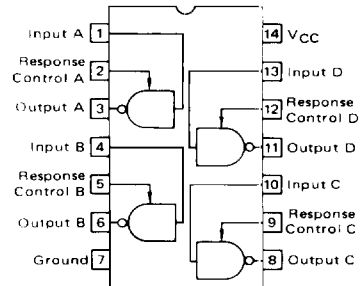 Input A 1
Response
Control A 2
Output A 3
Input B 4
Response
Control B 5
Output B 6
Ground 7
14 VCC
13 Input D
12 Response
Control D
11 Output D
10 Input C
9 Response
Control C
8 Output C